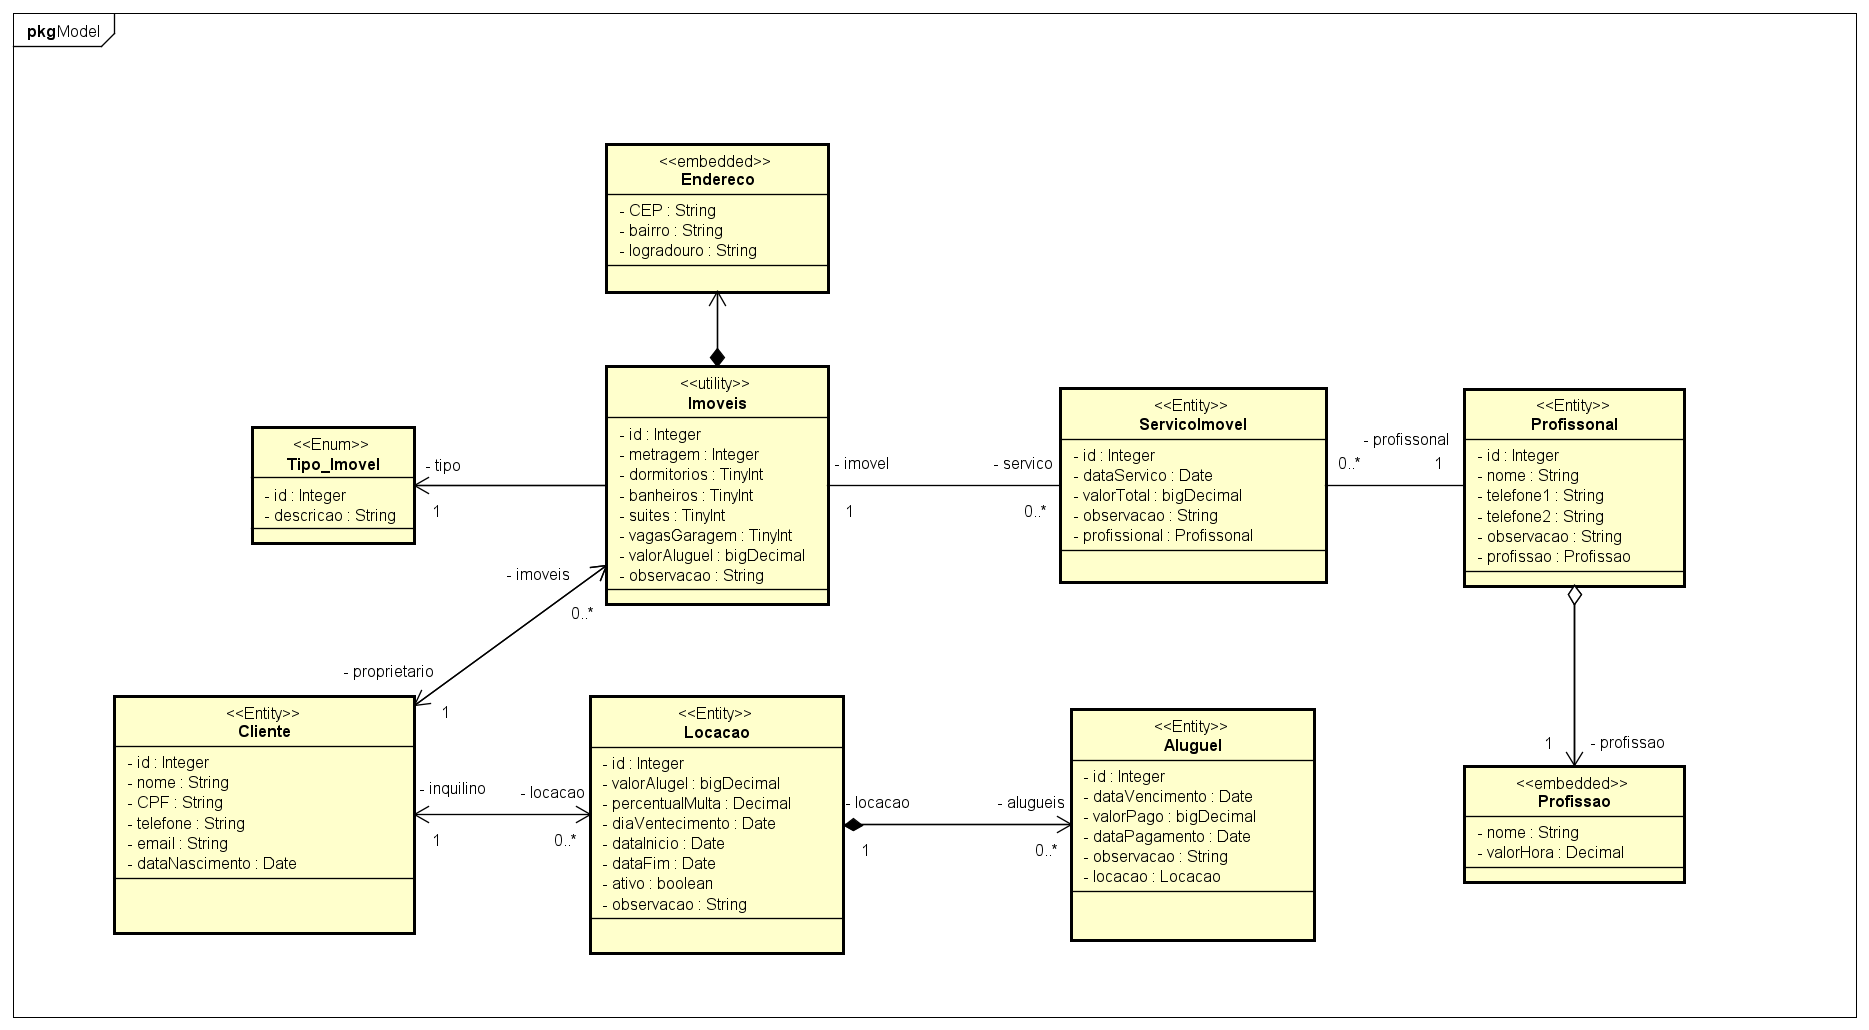 pkg Model
<<embedded>>
Endereco
- CEP : String
- bairro : String
- logradouro : String
<<utility>>
Imoveis
- id : Integer
- metragem : Integer
- dormitorios : TinyInt
- banheiros : TinyInt
- suites : TinyInt
- vagasGaragem : TinyInt
- valorAluguel : bigDecimal
- observacao : String
<<Enum>>
Tipo_Imovel
- id : Integer
- descricao : String
- tipo
1
- imovel
1
- servico
0..*
<<Entity>>
ServicoImovel
- id : Integer
- dataServico : Date
- valorTotal : bigDecimal
- observacao : String
- profissional : Profissonal
- profissonal
0..*
1
<<Entity>>
Profissonal
- id : Integer
- nome : String
- telefone1 : String
- telefone2 : String
- observacao : String
- profissao : Profissao
- imoveis
0..*
- proprietario
1
<<Entity>>
Cliente
- id : Integer
- nome : String
- CPF : String
- telefone : String
- email : String
- dataNascimento : Date
- inquilino
1
- locacao
0..*
<<Entity>>
Locacao
- id : Integer
- valorAlugel : bigDecimal
- percentualMulta : Decimal
- diaVentecimento : Date
- dataInicio : Date
- dataFim : Date
- ativo : boolean
- observacao : String
- locacao
1
- alugueis
0..*
<<Entity>>
Aluguel
- id : Integer
- dataVencimento : Date
- valorPago : bigDecimal
- dataPagamento : Date
- observacao : String
- locacao : Locacao
1
- profissao
<<embedded>>
Profissao
- nome : String
- valorHora : Decimal